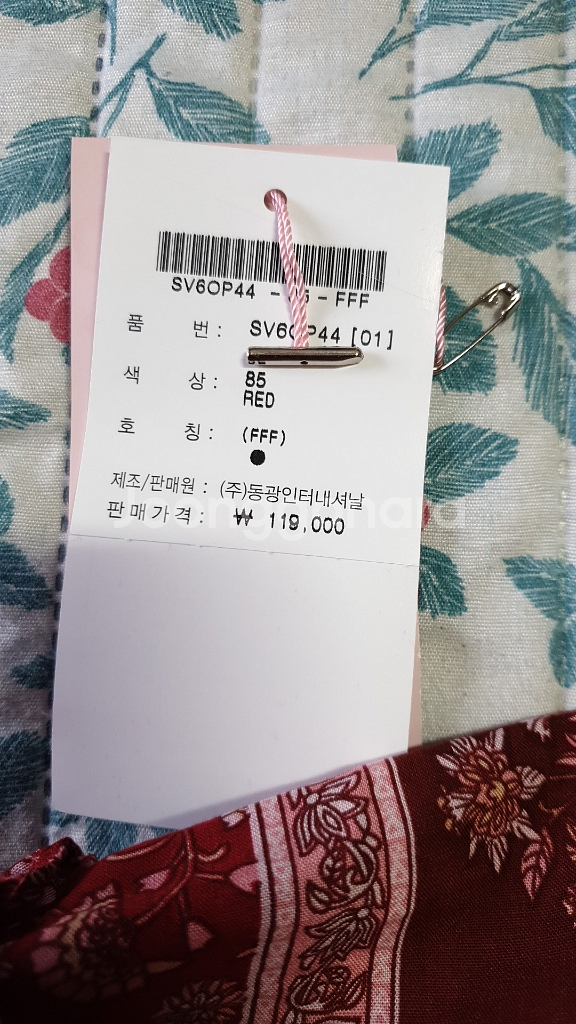 SV6OP44 - - FFF
품 번 : SV6 P44 [01]
색 상 : 85
RED
호 칭 : (FFF)
제조/판매원 : (주)동광인터내셔날
판매가격 : ₩ 119,000
Joonggonara